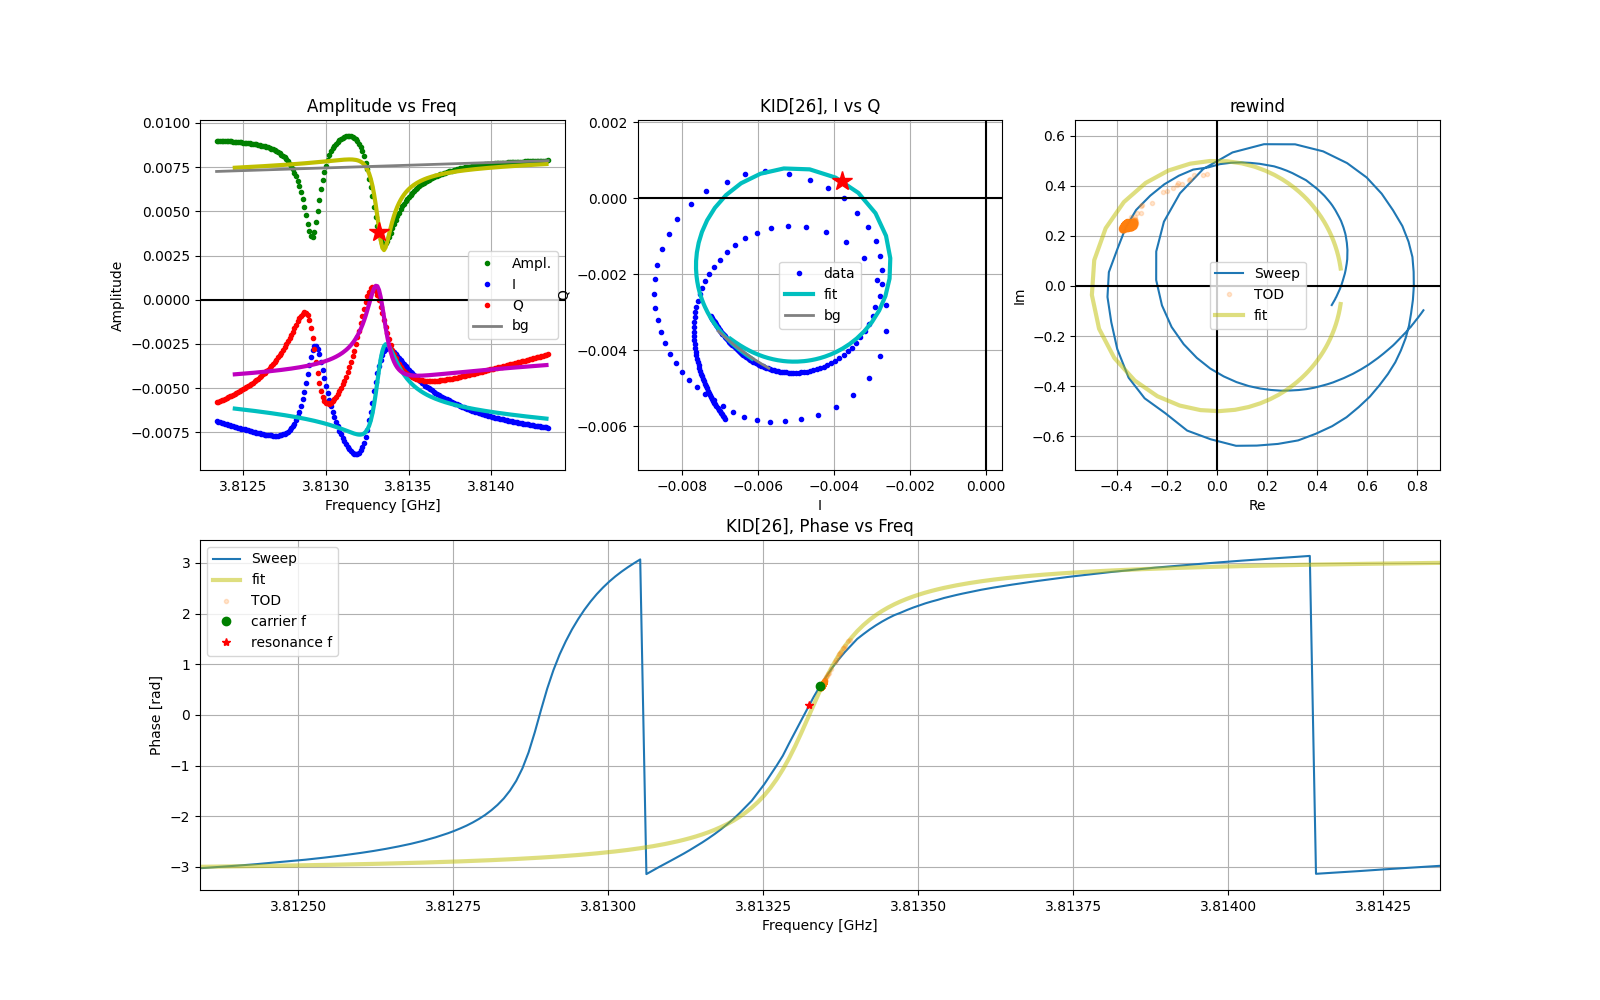 Amplitude vs Freq
0.0100
0.0075
0.0050
0.0025
0.0000
−0.0025
−0.0050
−0.0075
Amplitude
Ampl.
I
Q
bg
3.8125
3.8130
3.8135
3.8140
Frequency [GHz]
KID[26], I vs Q
0.002
0.000
−0.002
−0.004
−0.006
Q
data
fit
bg
−0.008
−0.006
−0.004
−0.002
0.000
I
rewind
0.6
0.4
0.2
0.0
−0.2
−0.4
−0.6
Im
Sweep
TOD
fit
−0.4
−0.2
0.0
0.2
0.4
0.6
0.8
Re
KID[26], Phase vs Freq
3
2
1
0
−1
−2
−3
Phase [rad]
Sweep
fit
TOD
carrier f
resonance f
3.81250
3.81275
3.81300
3.81325
3.81350
3.81375
3.81400
3.81425
Frequency [GHz]